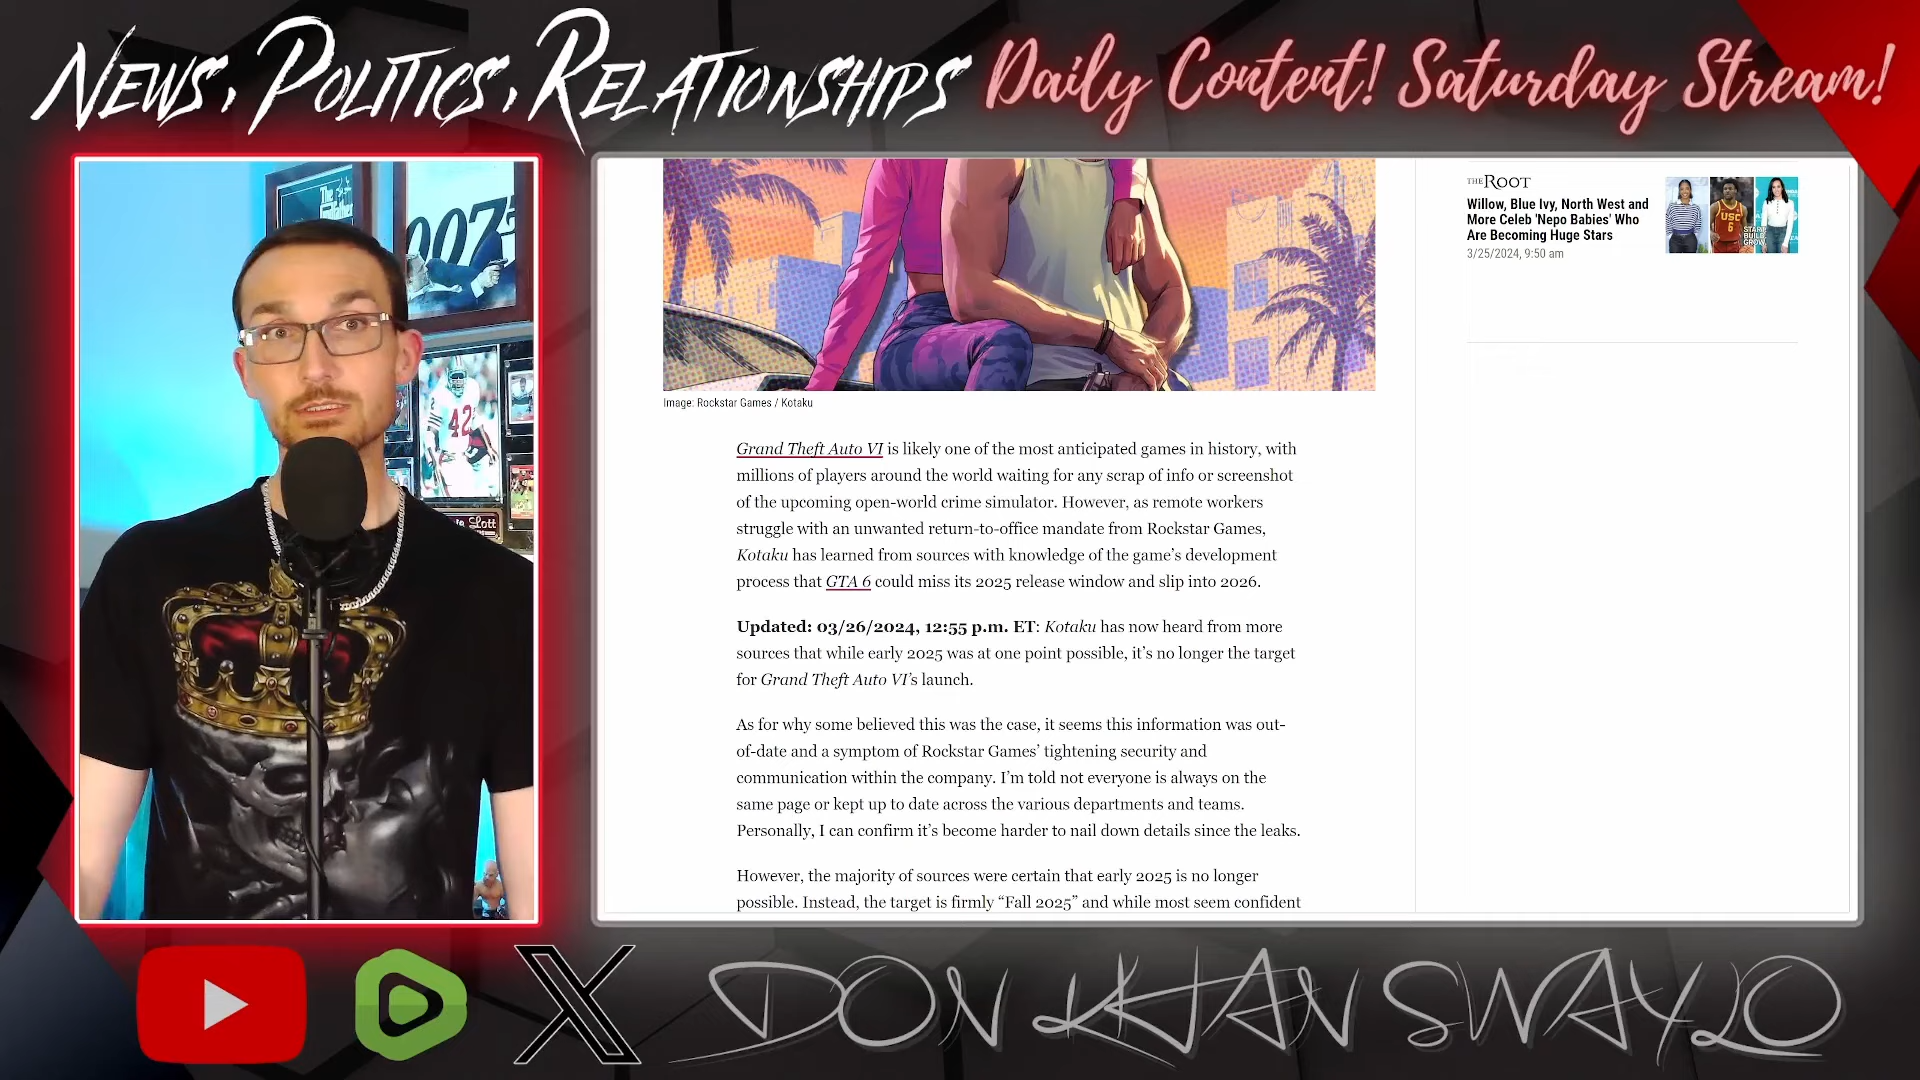 NEWS, POLITICS, RELATIONSHIPS Daily Content! Saturday Stream!
The
Godfather
007
42
Lott
Image: Rockstar Games / Kotaku
Grand Theft Auto VI is likely one of the most anticipated games in history, with
millions of players around the world waiting for any scrap of info or screenshot
of the upcoming open-world crime simulator. However, as remote workers
struggle with an unwanted return-to-office mandate from Rockstar Games,
Kotaku has learned from sources with knowledge of the game's development
process that GTA 6 could miss its 2025 release window and slip into 2026.
Updated: 03/26/2024, 12:55 p.m. ET: Kotaku has now heard from more
sources that while early 2025 was at one point possible, it's no longer the target
for Grand Theft Auto VI's launch.
As for why some believed this was the case, it seems this information was out-
of-date and a symptom of Rockstar Games' tightening security and
communication within the company. I'm told not everyone is always on the
same page or kept up to date across the various departments and teams.
Personally, I can confirm it's become harder to nail down details since the leaks.
However, the majority of sources were certain that early 2025 is no longer
possible. Instead, the target is firmly “Fall 2025” and while most seem confident
THE ROOT
Willow, Blue Ivy, North West and
More Celeb 'Nepo Babies' Who
Are Becoming Huge Stars
3/25/2024, 9:50 am
USC
6
START
BUILD
GROW
X DON KHAN SWAYLO